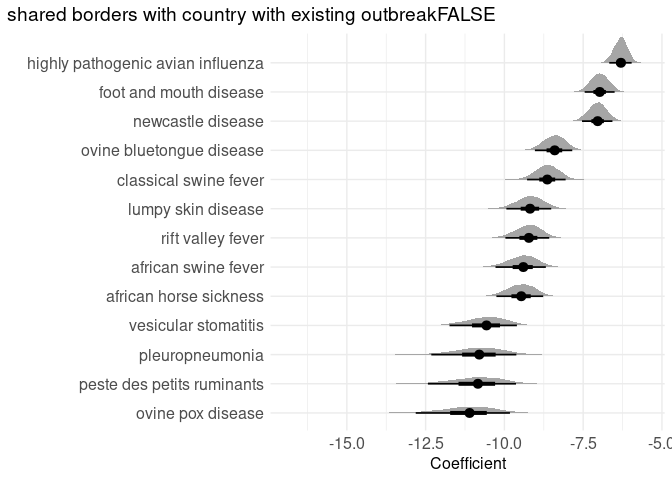 shared borders with country with existing outbreakFALSE
highly pathogenic avian influenza
foot and mouth disease
newcastle disease
ovine bluetongue disease
classical swine fever
lumpy skin disease
rift valley fever
african swine fever
african horse sickness
vesicular stomatitis
pleuropneumonia
peste des petits ruminants
ovine pox disease
-15.0 -12.5 -10.0 -7.5 -5.0
Coefficient